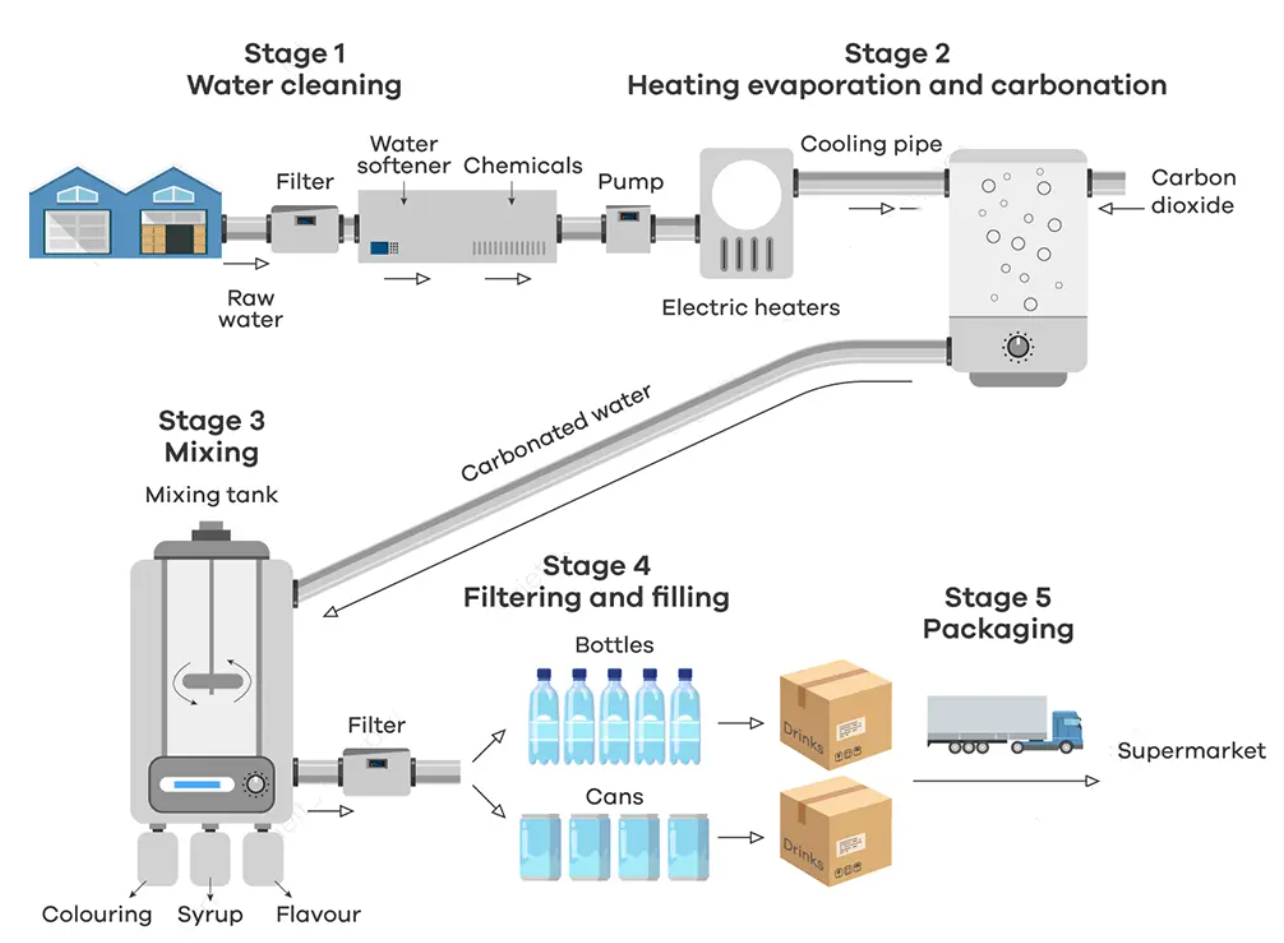 Stage 1
Water cleaning
Stage 2
Heating evaporation and carbonation
Filter
Water
softener
Chemicals
Pump
Cooling pipe
Carbon
dioxide
Raw
water
Electric heaters
Carbonated water
Stage 3
Mixing
Mixing tank
Stage 4
Filtering and filling
Stage 5
Packaging
Bottles
Filter
Drinks
Supermarket
Cans
Drinks
Colouring
Syrup
Flavour